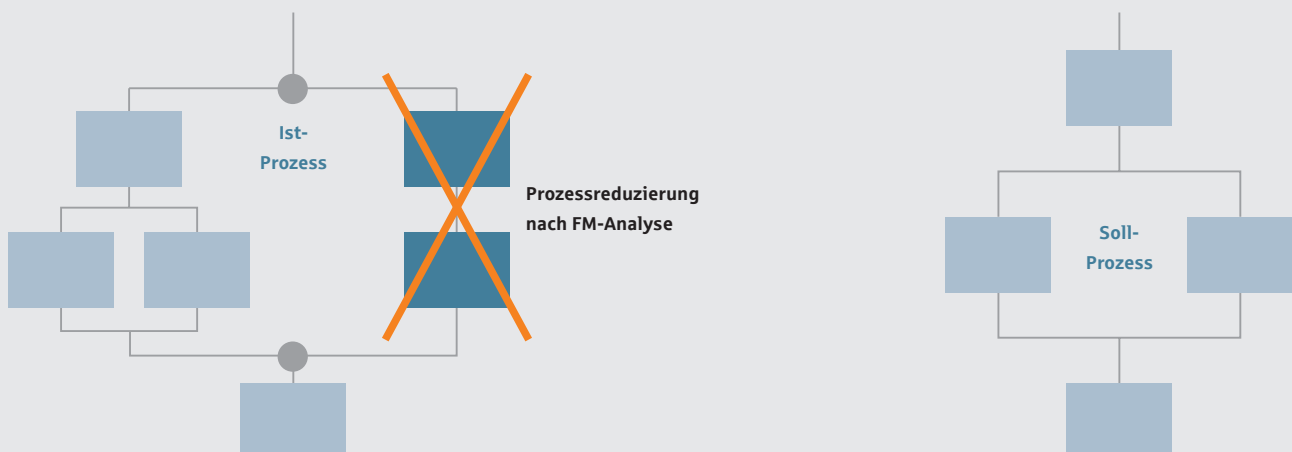 Ist-
Prozess
Prozessreduzierung
nach FM-Analyse
Soll-
Prozess